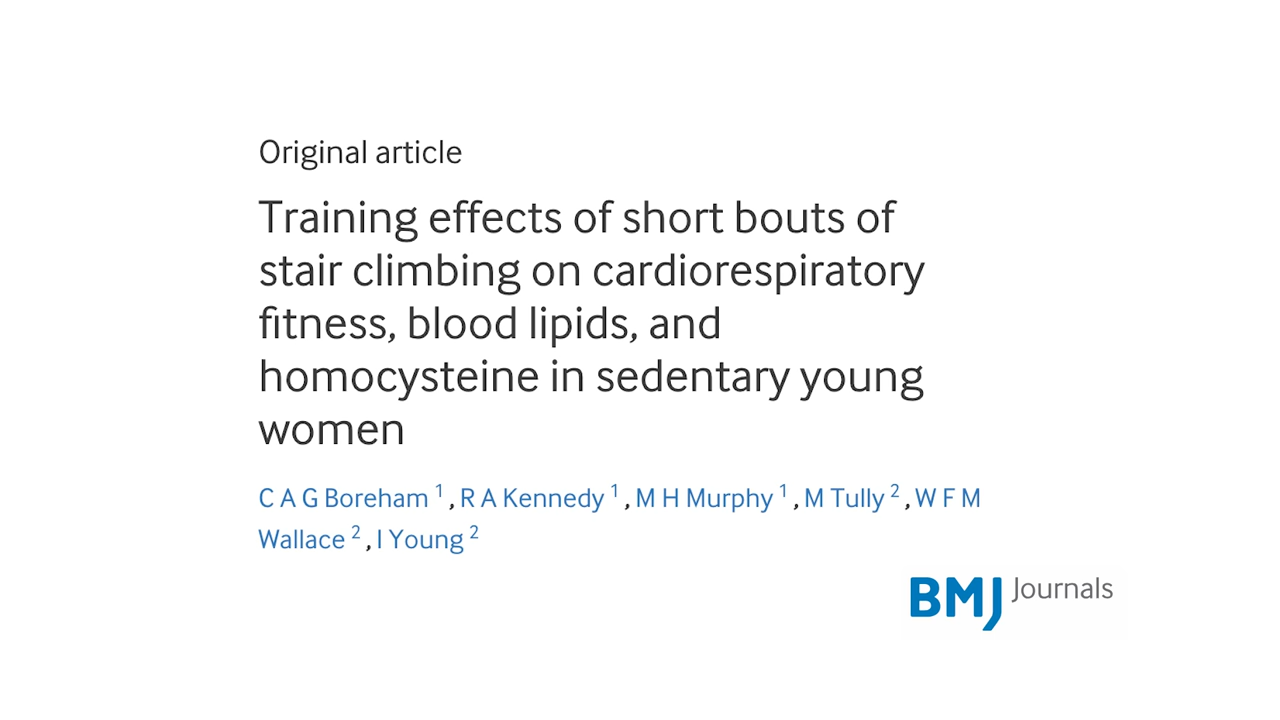 Original article
Training effects of short bouts of
stair climbing on cardiorespiratory
fitness, blood lipids, and
homocysteine in sedentary young
women
C A G Boreham 1 , R A Kennedy 1 , M H Murphy 1 , M Tully 2 , W F M
Wallace 2 , I Young 2
BMJ Journals